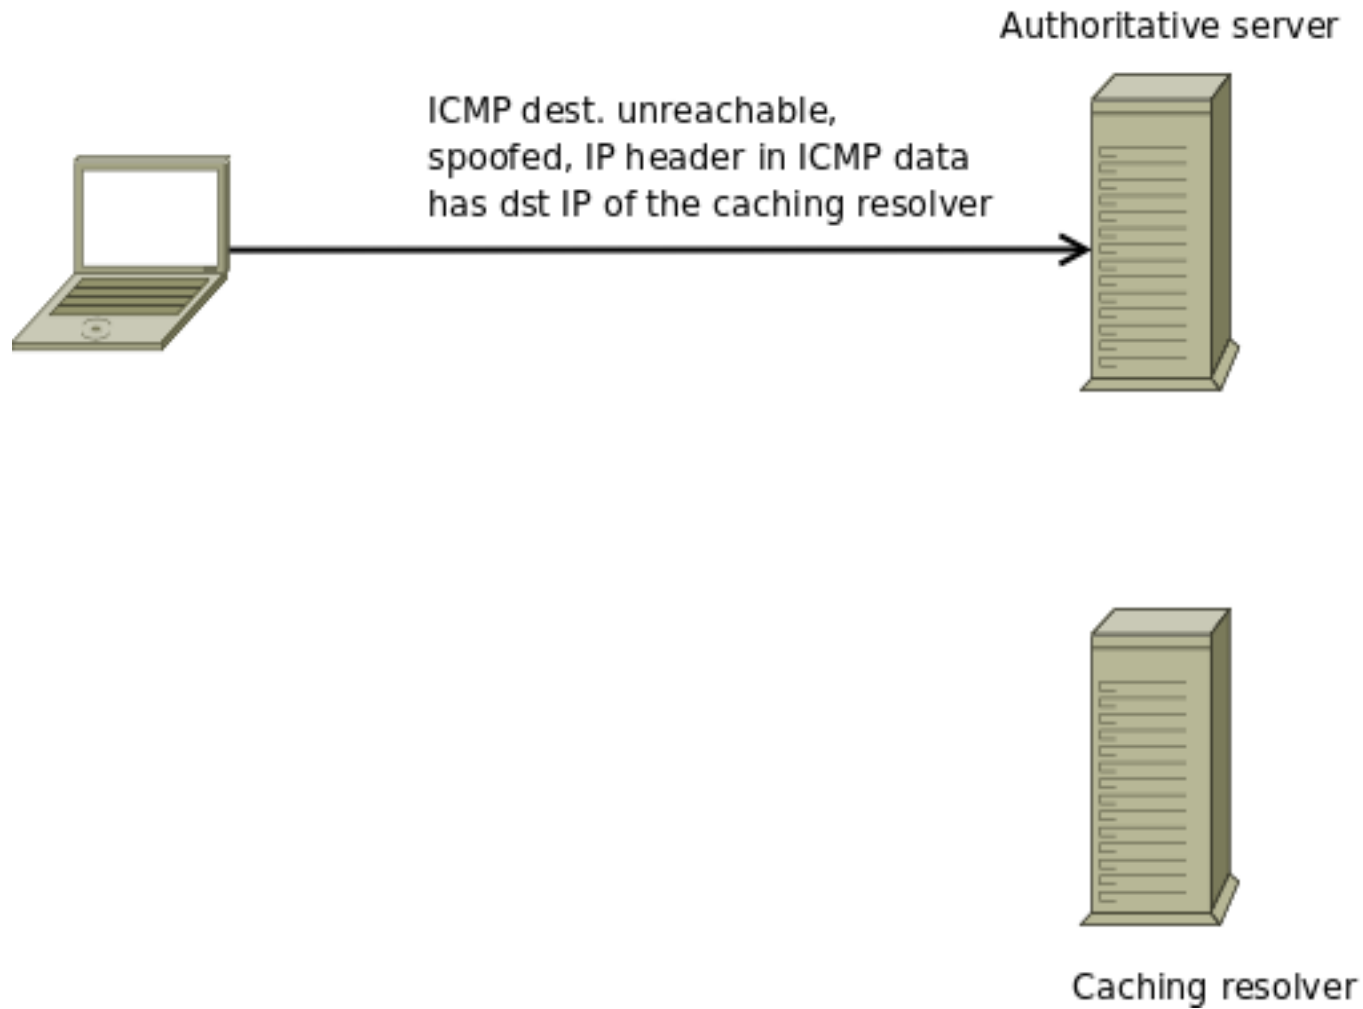 Authoritative server
ICMP dest. unreachable,
spoofed, IP header in ICMP data
has dst IP of the caching resolver
Caching resolver